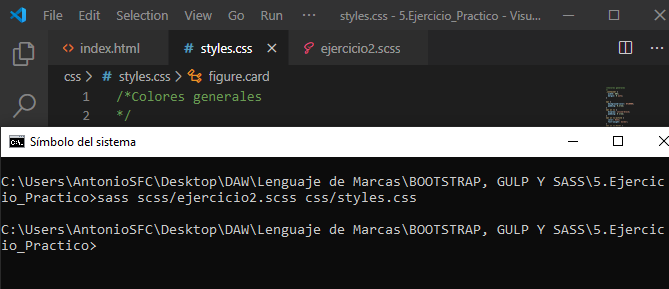 File Edit Selection View Go Run ... styles.css - 5.Ejercicio_Practico - Visu...
index.html # styles.css ejercicio2.scss
css > # styles.css > figure.card
1 /*Colores generales
2 */
Símbolo del sistema
C:\Users\AntonioSFC\Desktop\DAW\Lenguaje de Marcas\BOOTSTRAP, GULP Y SASS\5.Ejercic
io_Practico>sass scss/ejercicio2.scss css/styles.css
C:\Users\AntonioSFC\Desktop\DAW\Lenguaje de Marcas\BOOTSTRAP, GULP Y SASS\5.Ejercic
io_Practico>